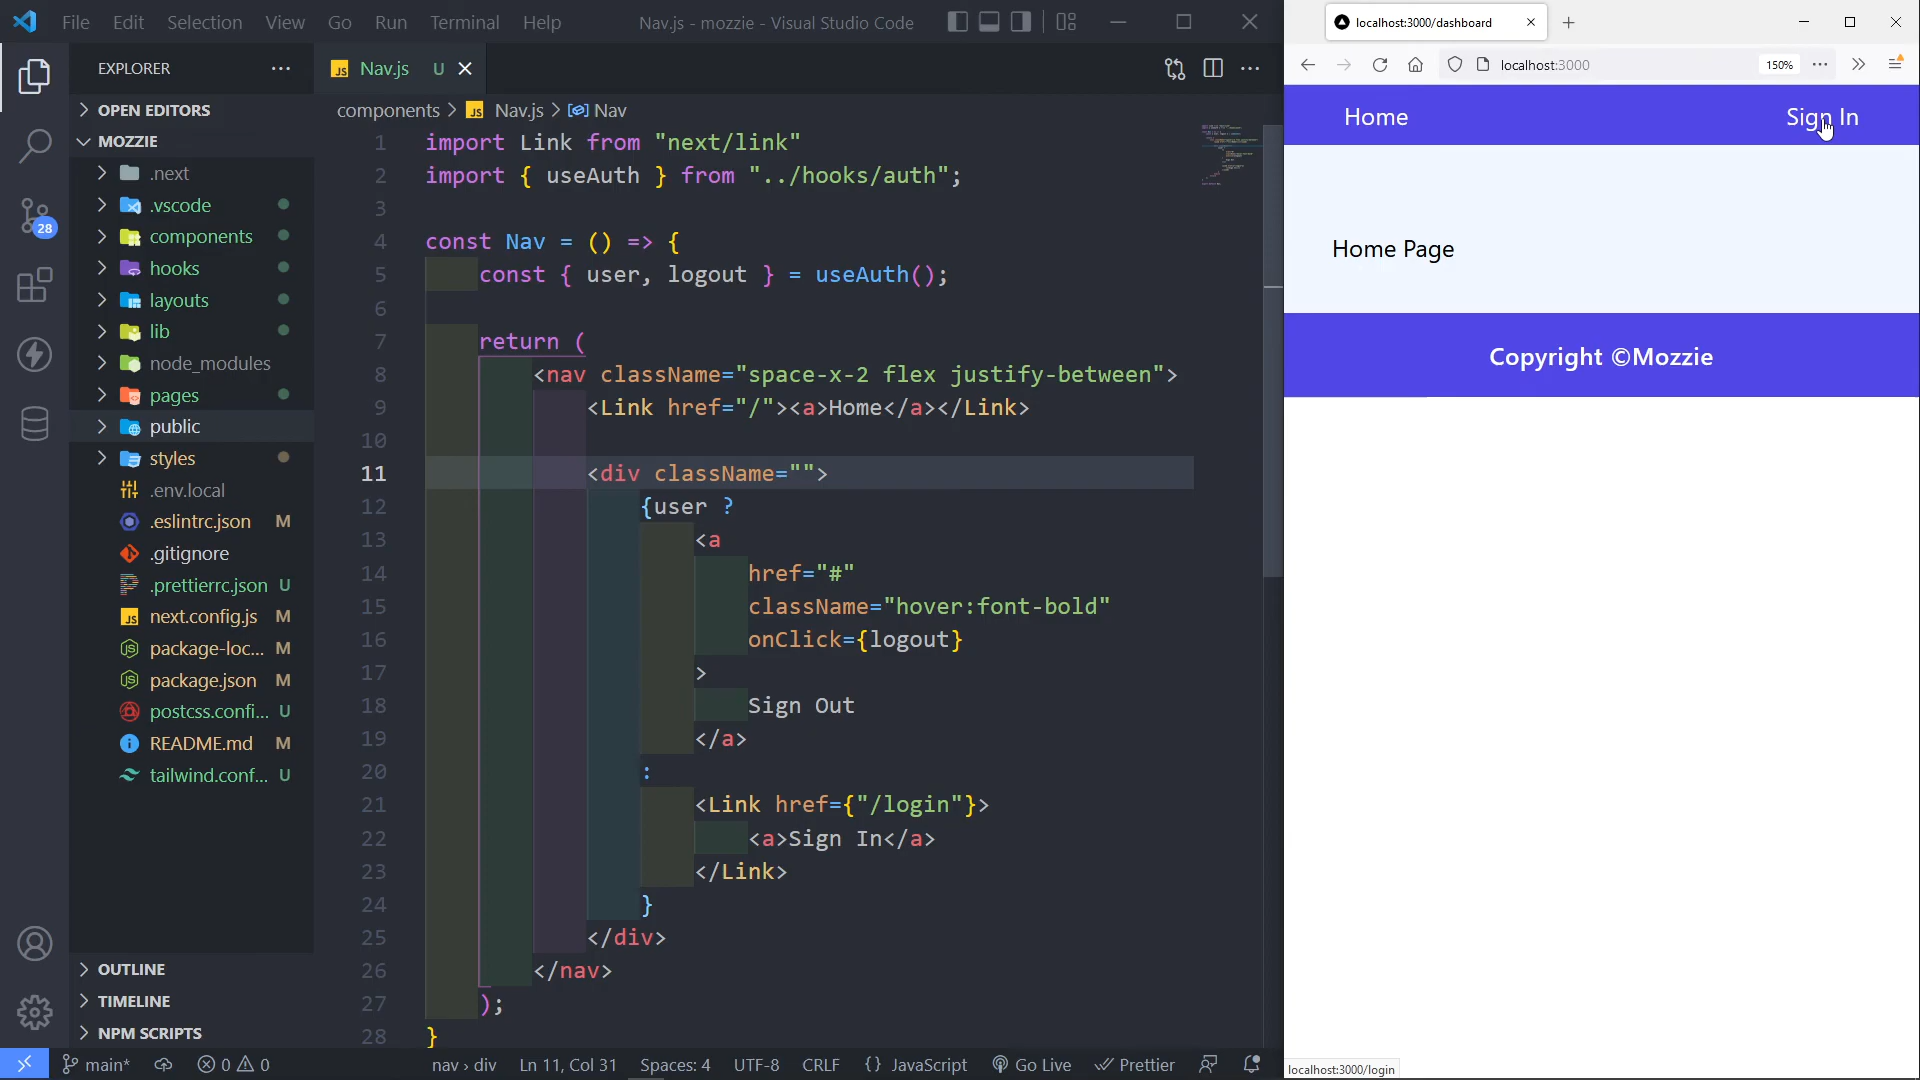 File Edit Selection View Go Run Terminal Help
Nav.js - mozzie - Visual Studio Code
EXPLORER
OPEN EDITORS
MOZZIE
.next
.vscode
components
hooks
layouts
lib
node_modules
pages
public
styles
.env.local
.eslintrc.json M
.gitignore
.prettierrc.json U
next.config.js M
package-loc... M
package.json M
postcss.confi... U
README.md M
tailwind.conf... U
OUTLINE
TIMELINE
NPM SCRIPTS
28
JS Nav.js U
components > JS Nav.js > Nav
1 import Link from "next/link"
2 import { useAuth } from "../hooks/auth";
3
4 const Nav = () => {
5 const { user, logout } = useAuth();
6
7 return (
8 <nav className="space-x-2 flex justify-between">
9 <Link href="/"><a>Home</a></Link>
10
11 <div className="">
12 {user ?
13 <a
14 href="#"
15 className="hover:font-bold"
16 onClick={logout}
17 >
18 Sign Out
19 </a>
20 :
21 <Link href={"/login"}>
22 <a>Sign In</a>
23 </Link>
24 }
25 </div>
26 </nav>
27 );
28 }
main* 0 0 nav › div Ln 11, Col 31 Spaces: 4 UTF-8 CRLF {} JavaScript Go Live Prettier
localhost:3000/dashboard
localhost:3000 150%
Home Sign In
Home Page
Copyright ©Mozzie
localhost:3000/login